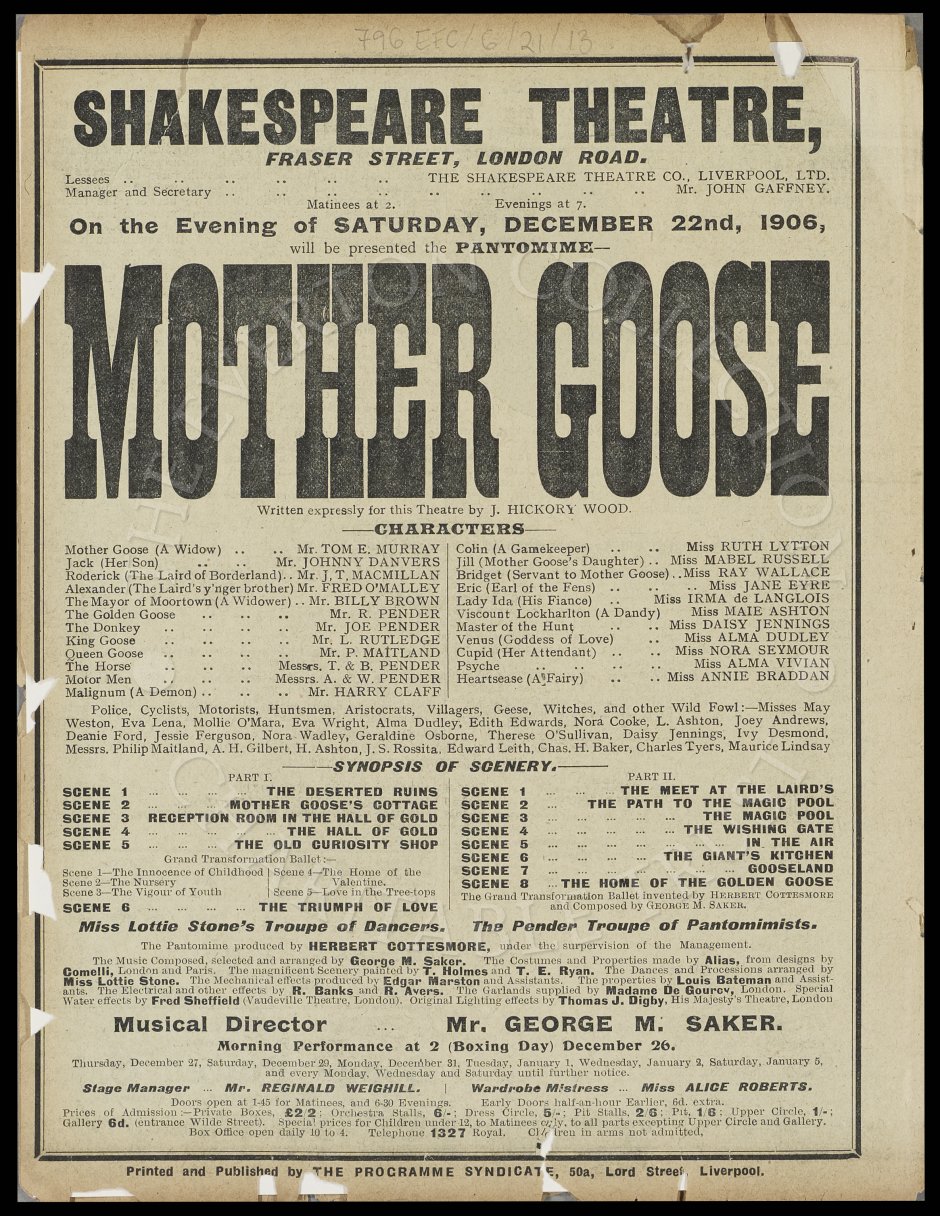 796 EFC/6/21/13
SHAKESPEARE THEATRE,
FRASER STREET, LONDON ROAD.
Lessees .. .. .. .. .. .. THE SHAKESPEARE THEATRE CO., LIVERPOOL, LTD.
Manager and Secretary .. .. .. .. .. .. .. .. .. Mr. JOHN GAFFNEY.
Matinees at 2. Evenings at 7.
On the Evening of SATURDAY, DECEMBER 22nd, 1906,
will be presented the PANTOMIME—
MOTHER GOOSE
Written expressly for this Theatre by J. HICKORY WOOD.
CHARACTERS
Mother Goose (A Widow) .. .. Mr. TOM E. MURRAY
Jack (Her Son) .. .. Mr. JOHNNY DANVERS
Roderick (The Laird of Borderland).. Mr. J, T, MACMILLAN
Alexander (The Laird's y'nger brother) Mr. FRED O'MALLEY
The Mayor of Moortown (A Widower) .. Mr. BILLY BROWN
The Golden Goose .. .. .. Mr. R. PENDER
The Donkey .. .. .. .. Mr. JOE PENDER
King Goose .. .. .. .. Mr. L. RUTLEDGE
Queen Goose .. .. .. .. Mr. P. MAITLAND
The Horse .. .. .. Messrs. T. & B. PENDER
Motor Men .. .. .. Messrs. A. & W. PENDER
Malignum (A Demon) .. .. .. Mr. HARRY CLAFF
Colin (A Gamekeeper) .. .. Miss RUTH LYTTON
Jill (Mother Goose's Daughter) .. Miss MABEL RUSSELL
Bridget (Servant to Mother Goose) ..Miss RAY WALLACE
Eric (Earl of the Fens) .. .. .. Miss JANE EYRE
Lady Ida (His Fiance) .. Miss IRMA de LANGLOIS
Viscount Lockharlton (A Dandy) Miss MAIE ASHTON
Master of the Hunt .. .. Miss DAISY JENNINGS
Venus (Goddess of Love) .. Miss ALMA DUDLEY
Cupid (Her Attendant) .. .. Miss NORA SEYMOUR
Psyche .. .. .. .. Miss ALMA VIVIAN
Heartsease (A Fairy) .. .. Miss ANNIE BRADDAN
Police, Cyclists, Motorists, Huntsmen, Aristocrats, Villagers, Geese, Witches, and other Wild Fowl:—Misses May
Weston, Eva Lena, Mollie O'Mara, Eva Wright, Alma Dudley, Edith Edwards, Nora Cooke, L. Ashton, Joey Andrews,
Deanie Ford, Jessie Ferguson, Nora Wadley, Geraldine Osborne, Therese O'Sullivan, Daisy Jennings, Ivy Desmond,
Messrs. Philip Maitland, A. H. Gilbert, H. Ashton, J. S. Rossita, Edward Leith, Chas. H. Baker, Charles Tyers, Maurice Lindsay
SYNOPSIS OF SCENERY.
PART I.
SCENE 1 ... ... ... ... THE DESERTED RUINS
SCENE 2 ... ... ... MOTHER GOOSE'S COTTAGE
SCENE 3 RECEPTION ROOM IN THE HALL OF GOLD
SCENE 4 ... ... ... ... ... THE HALL OF GOLD
SCENE 5 ... ... ... THE OLD CURIOSITY SHOP
Grand Transformation Ballet:—
Scene 1—The Innocence of Childhood
Scene 2—The Nursery
Scene 3—The Vigour of Youth
Scene 4—The Home of the
Valentine.
Scene 5—Love in the Tree-tops
SCENE 6 ... ... ... ... THE TRIUMPH OF LOVE
PART II.
SCENE 1 ... ... ... THE MEET AT THE LAIRD'S
SCENE 2 ... ... THE PATH TO THE MAGIC POOL
SCENE 3 ... ... ... ... ... THE MAGIC POOL
SCENE 4 ... ... ... ... ... THE WISHING GATE
SCENE 5 ... ... ... ... ... ... ... IN THE AIR
SCENE 6 ... ... ... ... THE GIANT'S KITCHEN
SCENE 7 ... ... ... ... ... ... ... GOOSELAND
SCENE 8 ... THE HOME OF THE GOLDEN GOOSE
The Grand Transformation Ballet invented by HERBERT COTTESMORE
and Composed by GEORGE M. SAKER.
Miss Lottie Stone's Troupe of Dancers. The Pender Troupe of Pantomimists.
The Pantomime produced by HERBERT COTTESMORE, under the surpervision of the Management.
The Music Composed, selected and arranged by George M. Saker. The Costumes and Properties made by Alias, from designs by
Comelli, London and Paris. The magnificent Scenery painted by T. Holmes and T. E. Ryan. The Dances and Processions arranged by
Miss Lottie Stone. The Mechanical effects produced by Edgar Marston and Assistants. The properties by Louis Bateman and Assist-
ants. The Electrical and other effects by R. Banks and R. Avers. The Garlands supplied by Madame De Gourcy, London. Special
Water effects by Fred Sheffield (Vaudeville Theatre, London). Original Lighting effects by Thomas J. Digby, His Majesty's Theatre, London
Musical Director ... Mr. GEORGE M. SAKER.
Morning Performance at 2 (Boxing Day) December 26.
Thursday, December 27, Saturday, December 29, Monday, December 31, Tuesday, January 1, Wednesday, January 2, Saturday, January 5,
and every Monday, Wednesday and Saturday until further notice.
Stage Manager ... Mr. REGINALD WEIGHILL. Wardrobe Mistress ... Miss ALICE ROBERTS.
Doors open at 1-45 for Matinees, and 6-30 Evenings. Early Doors half-an-hour Earlier, 6d. extra.
Prices of Admission:—Private Boxes, £2/2; Orchestra Stalls, 6/-; Dress Circle, 5/-; Pit Stalls, 2/6; Pit, 1/6; Upper Circle, 1/-;
Gallery 6d. (entrance Wilde Street). Special prices for Children under 12, to Matinees only, to all parts excepting Upper Circle and Gallery.
Box Office open daily 10 to 4. Telephone 1327 Royal. Children in arms not admitted,
Printed and Published by THE PROGRAMME SYNDICATE, 50a, Lord Street, Liverpool.
THE EVERTON COLLECTION
CHARITABLE TRUST